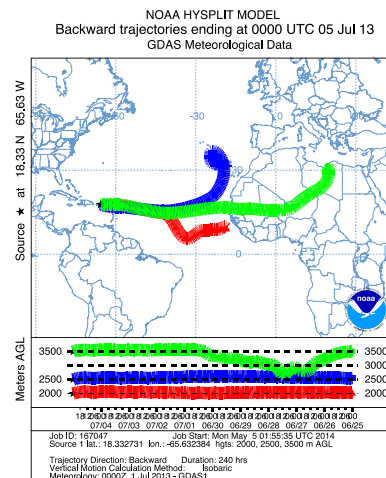 NOAA HYSPLIT MODEL
Backward trajectories ending at 0000 UTC 05 Jul 13
GDAS Meteorological Data
Source ★ at 18.33 N 65.63 W
-30
0
0
noaa
Meters AGL
3500
2500
2000
3500
3000
2500
2000
07/04 07/03 07/02 07/01 06/30 06/29 06/28 06/27 06/26 06/25
Job ID: 167047 Job Start: Mon May 5 01:55:35 UTC 2014
Source 1 lat.: 18.332731 lon.: -65.632384 hgts: 2000, 2500, 3500 m AGL
Trajectory Direction: Backward Duration: 240 hrs
Vertical Motion Calculation Method: Isobaric
Meteorology: 0000Z 1 Jul 2013 - GDAS1